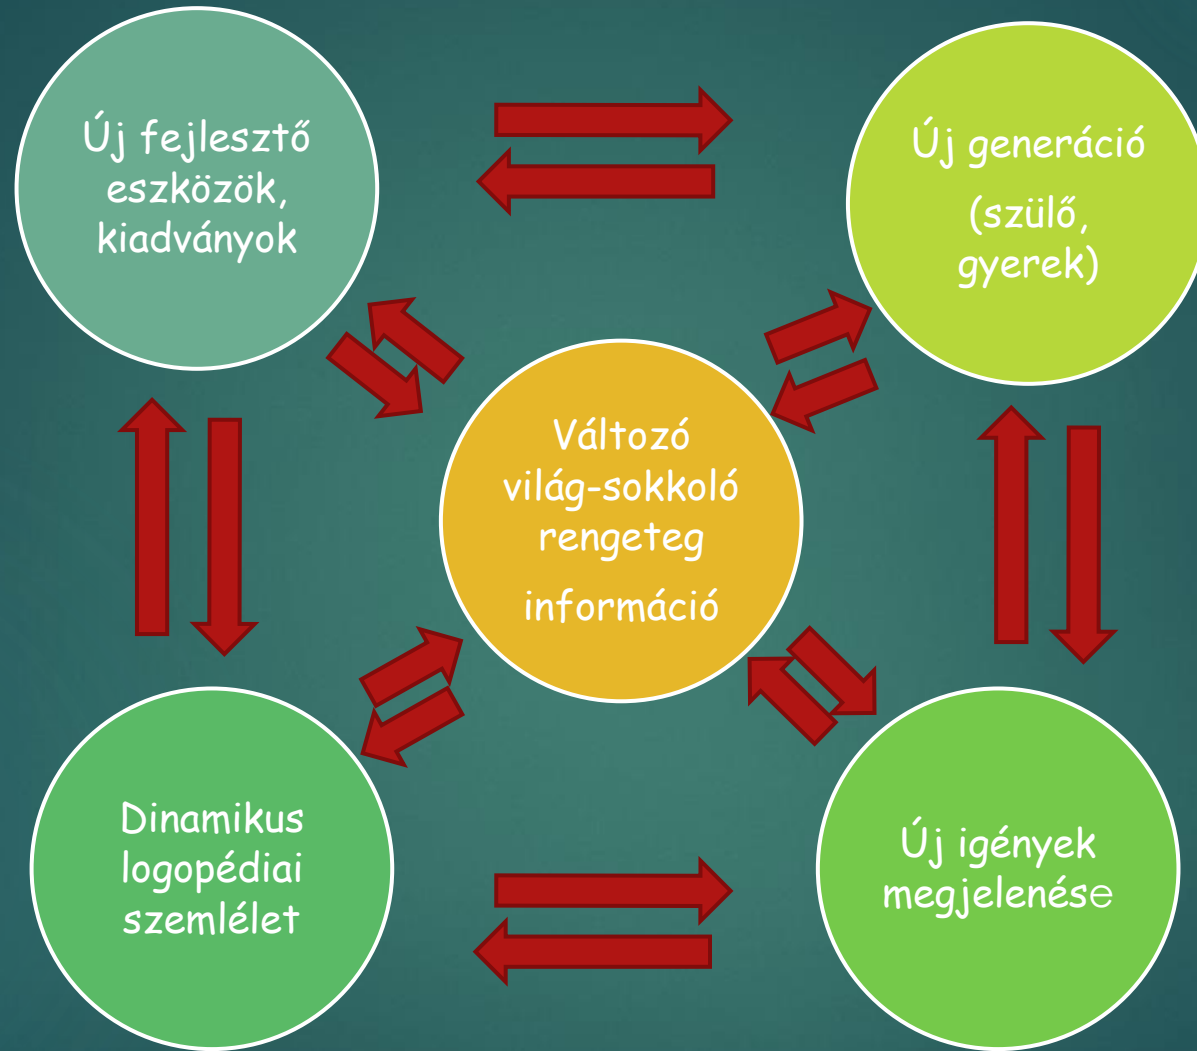 Új fejlesztő
eszközök,
kiadványok
Új generáció
(szülő,
gyerek)
Változó
világ-sokkoló
rengeteg
információ
Dinamikus
logopédiai
szemlélet
Új igények
megjelenése